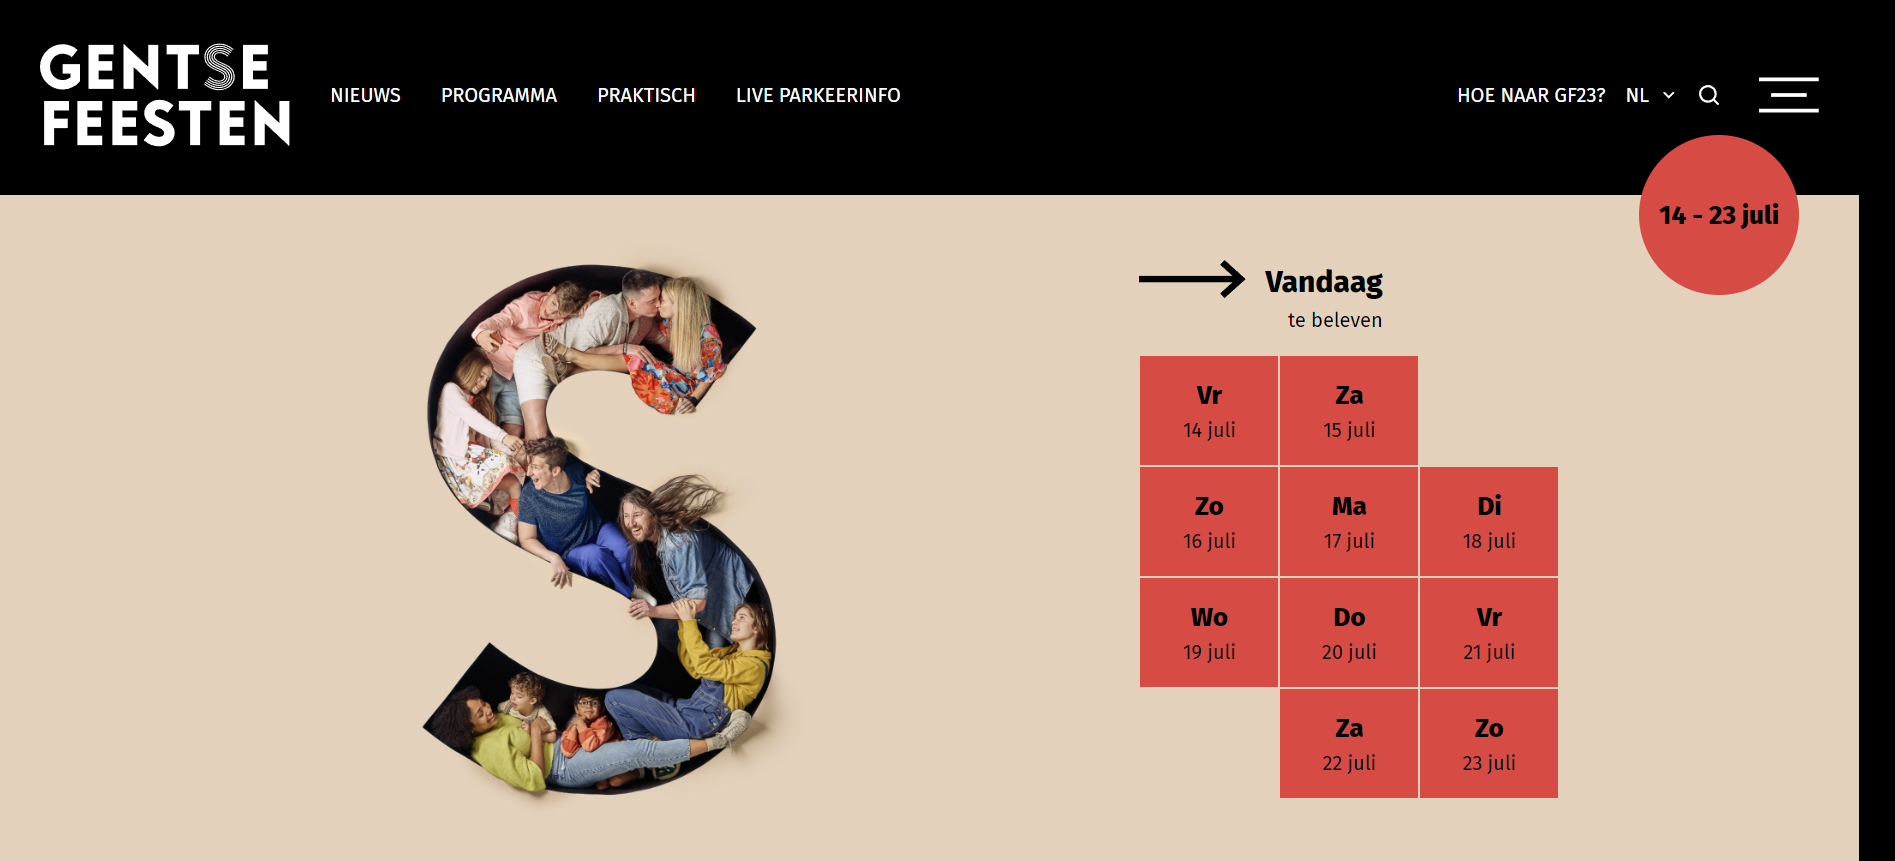 GENTSE
FEESTEN
NIEUWS PROGRAMMA PRAKTISCH LIVE PARKEERINFO
HOE NAAR GF23? NL
14 - 23 juli
Vandaag
te beleven
Vr
14 juli
Za
15 juli
Zo
16 juli
Ma
17 juli
Di
18 juli
Wo
19 juli
Do
20 juli
Vr
21 juli
Za
22 juli
Zo
23 juli